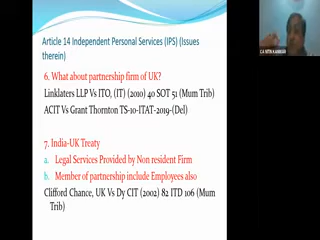 Article 14 Independent Personal Services (IPS) (Issues
therein)
6. What about partnership firm of UK?
Linklaters LLP Vs ITO, (IT) (2010) 40 SOT 51 (Mum Trib)
ACIT Vs Grant Thornton TS-10-ITAT-2019-(Del)
7. India-UK Treaty
a. Legal Services Provided by Non resident Firm
b. Member of partnership include Employees also
Clifford Chance, UK Vs Dy CIT (2002) 82 ITD 106 (Mum
Trib)